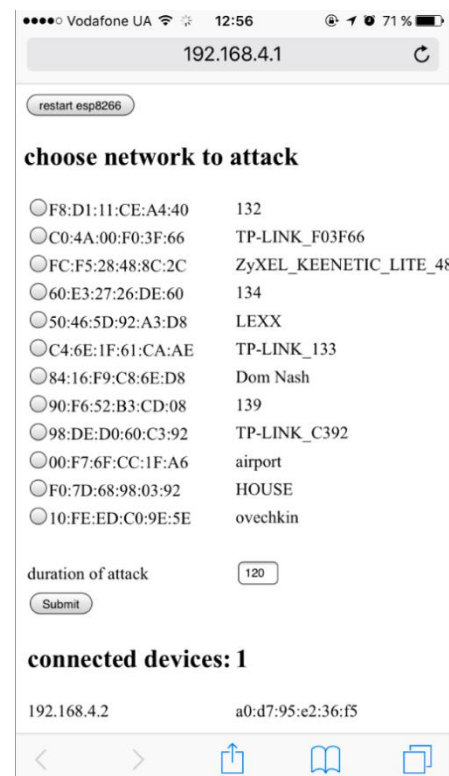 Vodafone UA 12:56 71 %
192.168.4.1
restart esp8266
choose network to attack
F8:D1:11:CE:A4:40 132
C0:4A:00:F0:3F:66 TP-LINK_F03F66
FC:F5:28:48:8C:2C ZyXEL_KEENETIC_LITE_48
60:E3:27:26:DE:60 134
50:46:5D:92:A3:D8 LEXX
C4:6E:1F:61:CA:AE TP-LINK_133
84:16:F9:C8:6E:D8 Dom Nash
90:F6:52:B3:CD:08 139
98:DE:D0:60:C3:92 TP-LINK_C392
00:F7:6F:CC:1F:A6 airport
F0:7D:68:98:03:92 HOUSE
10:FE:ED:C0:9E:5E ovechkin
duration of attack 120
Submit
connected devices: 1
192.168.4.2 a0:d7:95:e2:36:f5